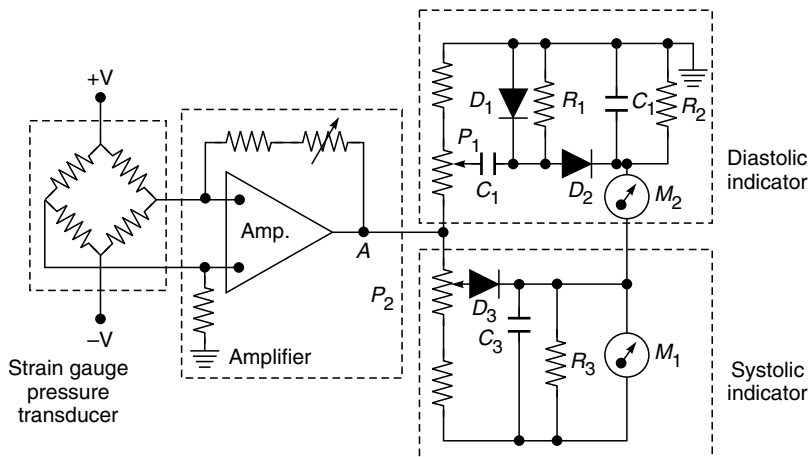 +V
–V
Strain gauge
pressure
transducer
Amp.
A
Amplifier
P2
D1
R1
C1
R2
P1
C1
D2
M2
Diastolic
indicator
D3
C3
R3
M1
Systolic
indicator